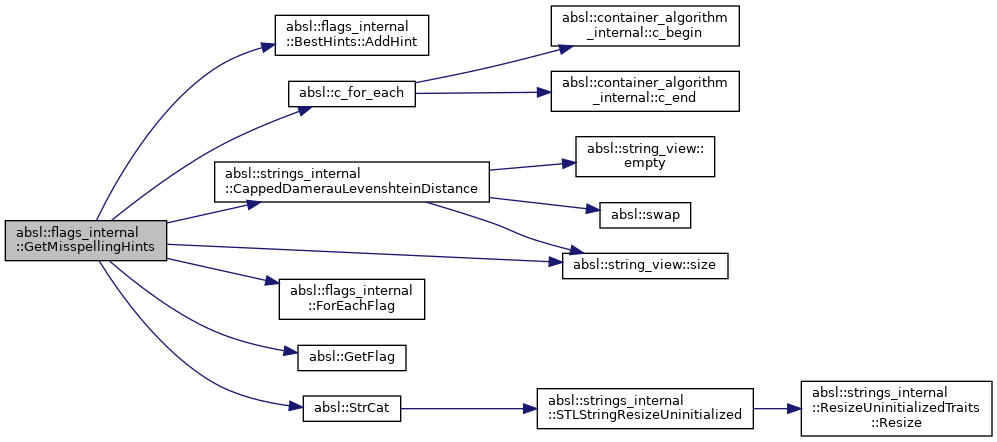 absl::flags_internal
::GetMisspellingHints
absl::flags_internal
::BestHints::AddHint
absl::c_for_each
absl::container_algorithm
_internal::c_begin
absl::container_algorithm
_internal::c_end
absl::strings_internal
::CappedDamerauLevenshteinDistance
absl::string_view::
empty
absl::swap
absl::string_view::size
absl::flags_internal
::ForEachFlag
absl::GetFlag
absl::StrCat
absl::strings_internal
::STLStringResizeUninitialized
absl::strings_internal
::ResizeUninitializedTraits
::Resize